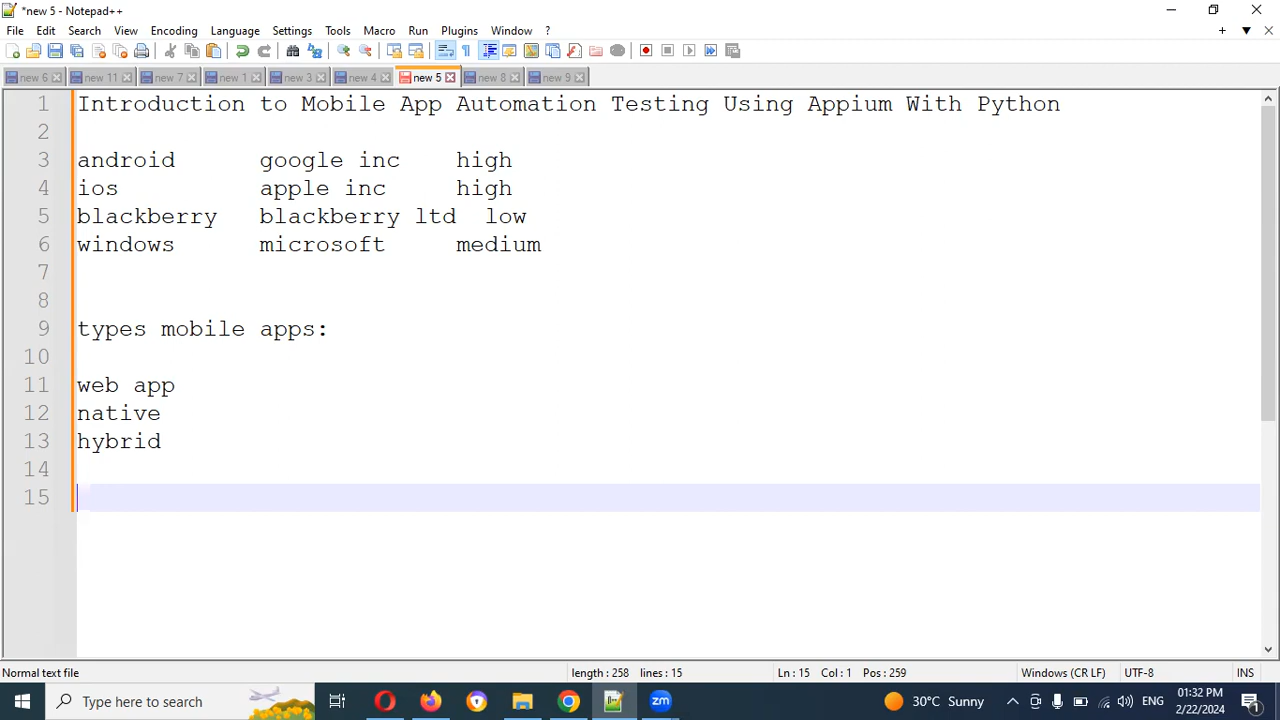 *new 5 - Notepad++
File Edit Search View Encoding Language Settings Tools Macro Run Plugins Window ?
new 6 new 11 new 7 new 1 new 3 new 4 new 5 new 8 new 9
1 Introduction to Mobile App Automation Testing Using Appium With Python
2
3 android google inc high
4 ios apple inc high
5 blackberry blackberry ltd low
6 windows microsoft medium
7
8
9 types mobile apps:
10
11 web app
12 native
13 hybrid
14
15
Normal text file length : 258 lines : 15 Ln : 15 Col : 1 Pos : 259 Windows (CR LF) UTF-8 INS
Type here to search zm 30°C Sunny ENG 01:32 PM
2/22/2024 1